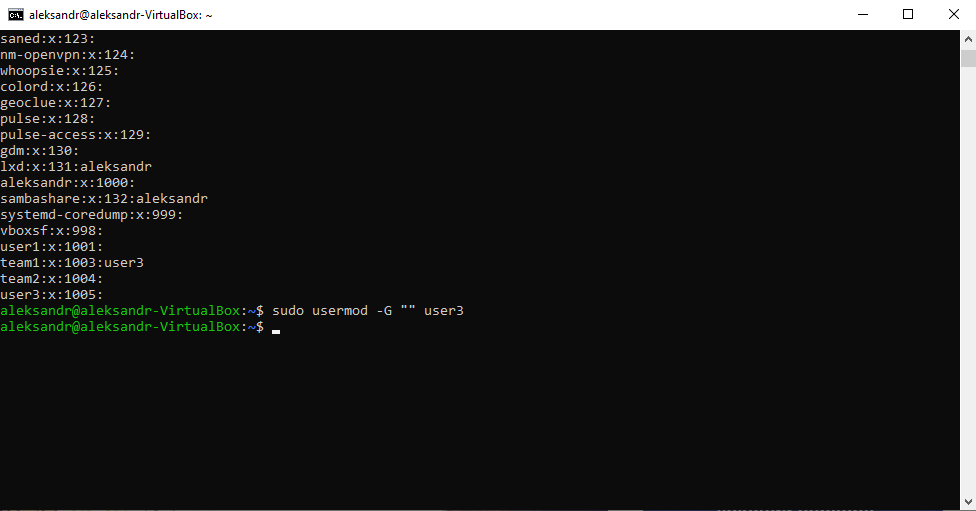 aleksandr@aleksandr-VirtualBox: ~
saned:x:123:
nm-openvpn:x:124:
whoopsie:x:125:
colord:x:126:
geoclue:x:127:
pulse:x:128:
pulse-access:x:129:
gdm:x:130:
lxd:x:131:aleksandr
aleksandr:x:1000:
sambashare:x:132:aleksandr
systemd-coredump:x:999:
vboxsf:x:998:
user1:x:1001:
team1:x:1003:user3
team2:x:1004:
user3:x:1005:
aleksandr@aleksandr-VirtualBox:~$ sudo usermod -G "" user3
aleksandr@aleksandr-VirtualBox:~$